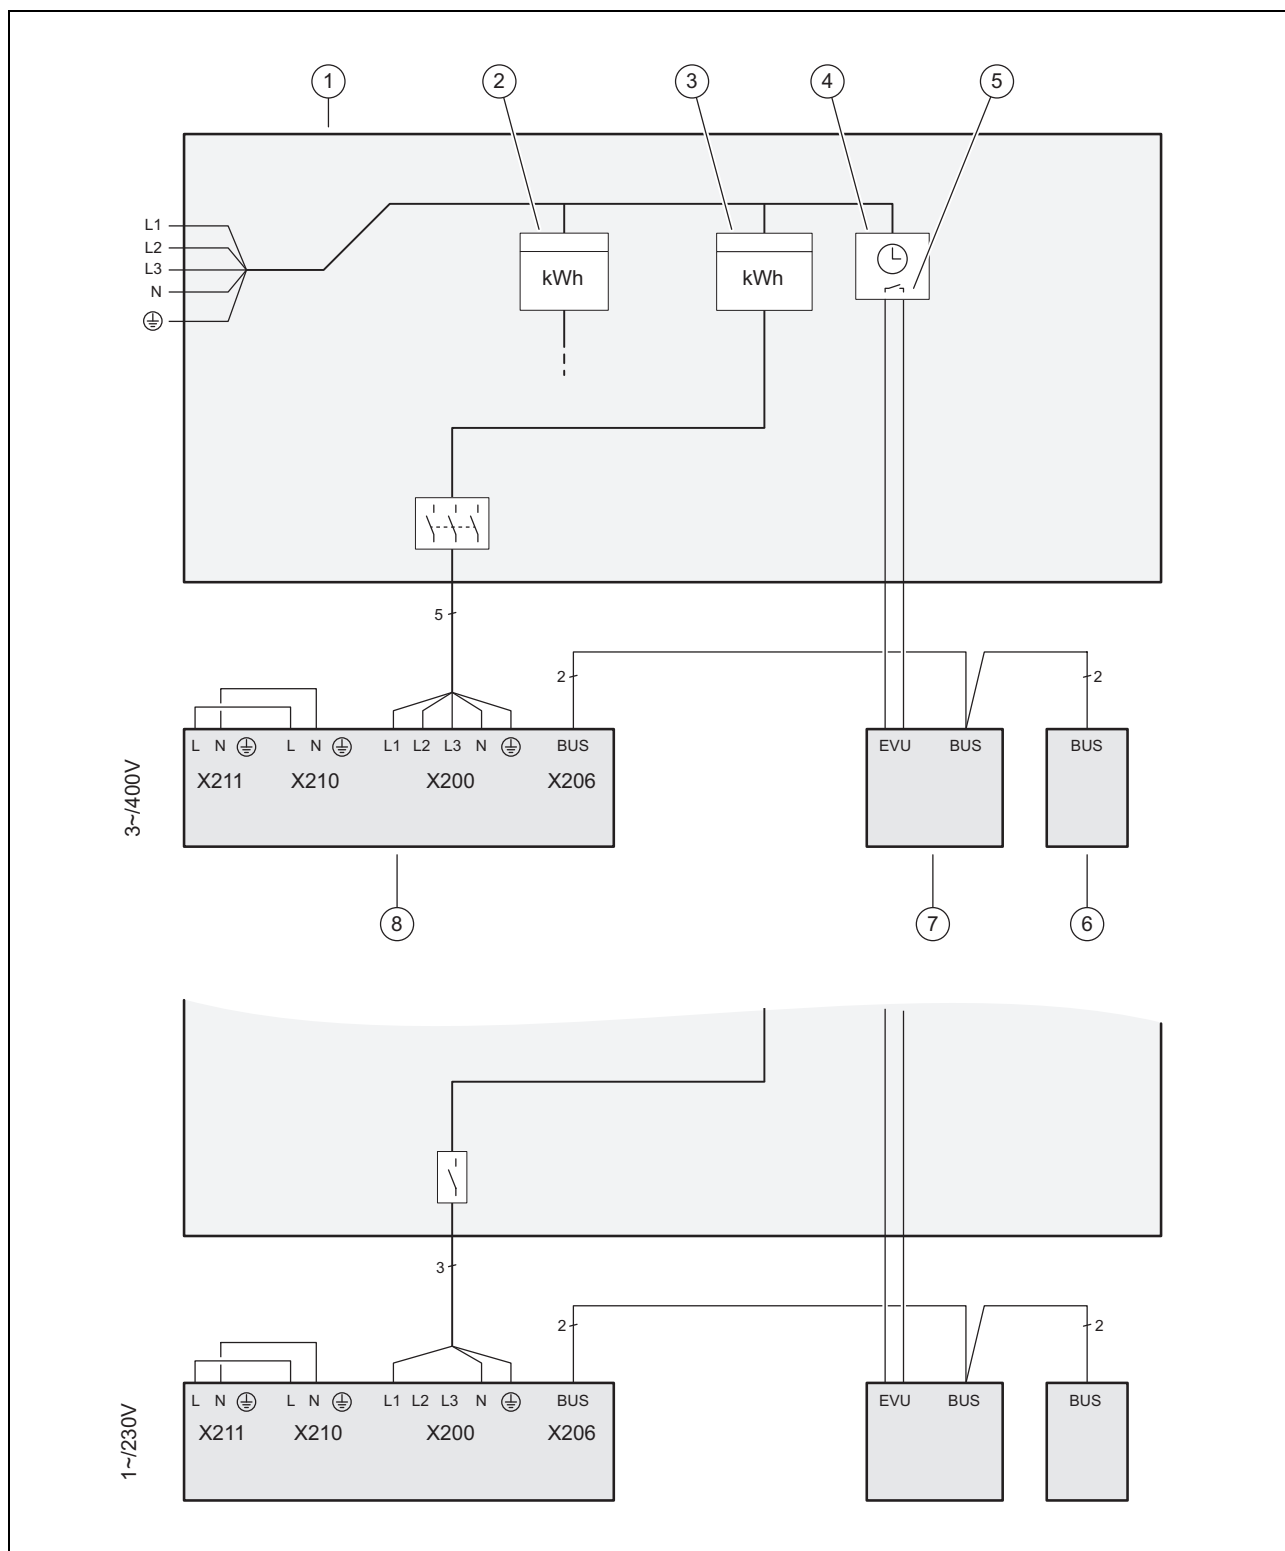 1 2 3 4 5
L1
L2
L3
N
kWh kWh
5
2 2
L N L N L1 L2 L3 N BUS EVU BUS BUS
X211 X210 X200 X206
3~/400V
8 7 6
3
2 2
L N L N L1 L2 L3 N BUS EVU BUS BUS
X211 X210 X200 X206
1~/230V